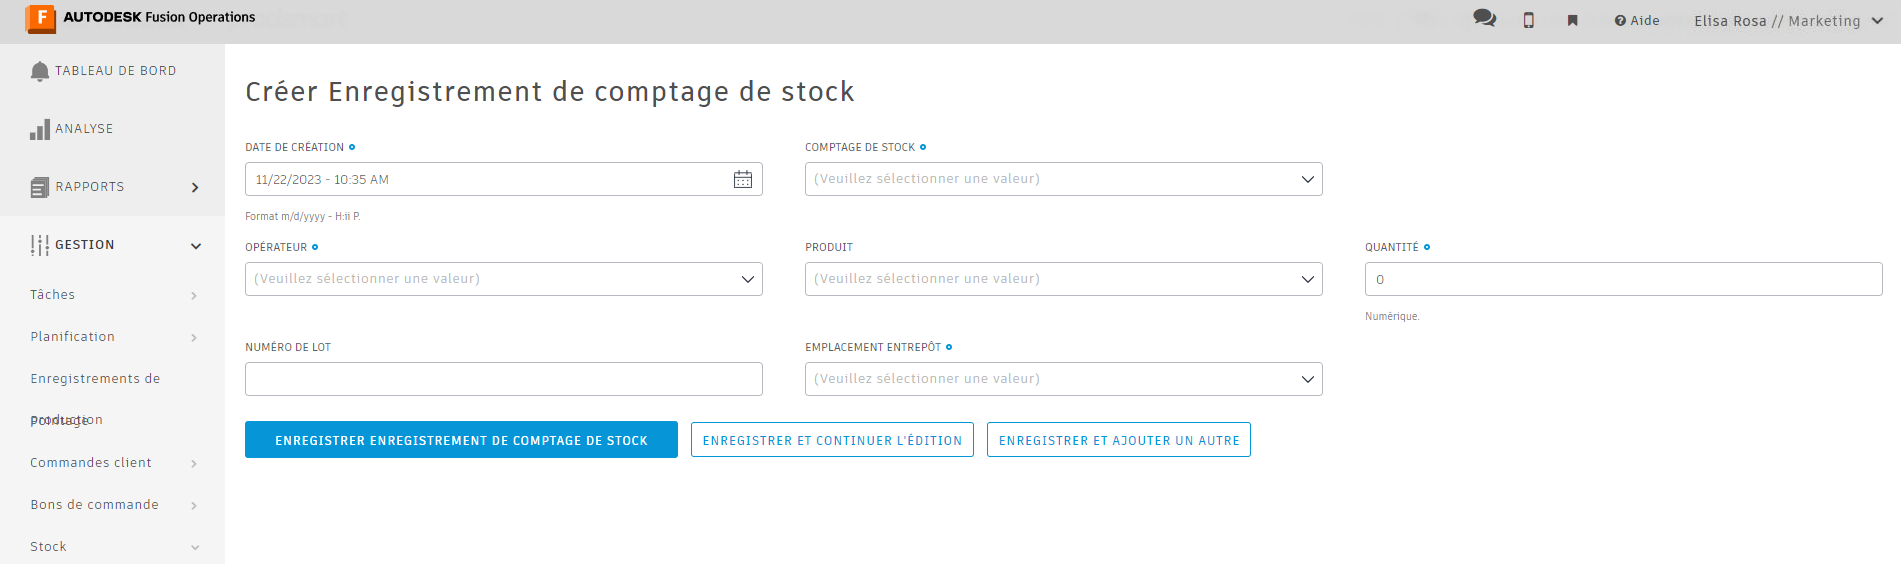 AUTODESK Fusion Operations
Aide
Elisa Rosa // Marketing
TABLEAU DE BORD
ANALYSE
RAPPORTS
GESTION
Tâches
Planification
Enregistrements de
production
Pointage
Commandes client
Bons de commande
Stock
Créer Enregistrement de comptage de stock
DATE DE CRÉATION
COMPTAGE DE STOCK
11/22/2023 - 10:35 AM
(Veuillez sélectionner une valeur)
Format m/d/yyyy - H:ii P.
OPÉRATEUR
PRODUIT
QUANTITÉ
(Veuillez sélectionner une valeur)
(Veuillez sélectionner une valeur)
0
Numérique.
NUMÉRO DE LOT
EMPLACEMENT ENTREPÔT
(Veuillez sélectionner une valeur)
ENREGISTRER ENREGISTREMENT DE COMPTAGE DE STOCK
ENREGISTRER ET CONTINUER L'ÉDITION
ENREGISTRER ET AJOUTER UN AUTRE